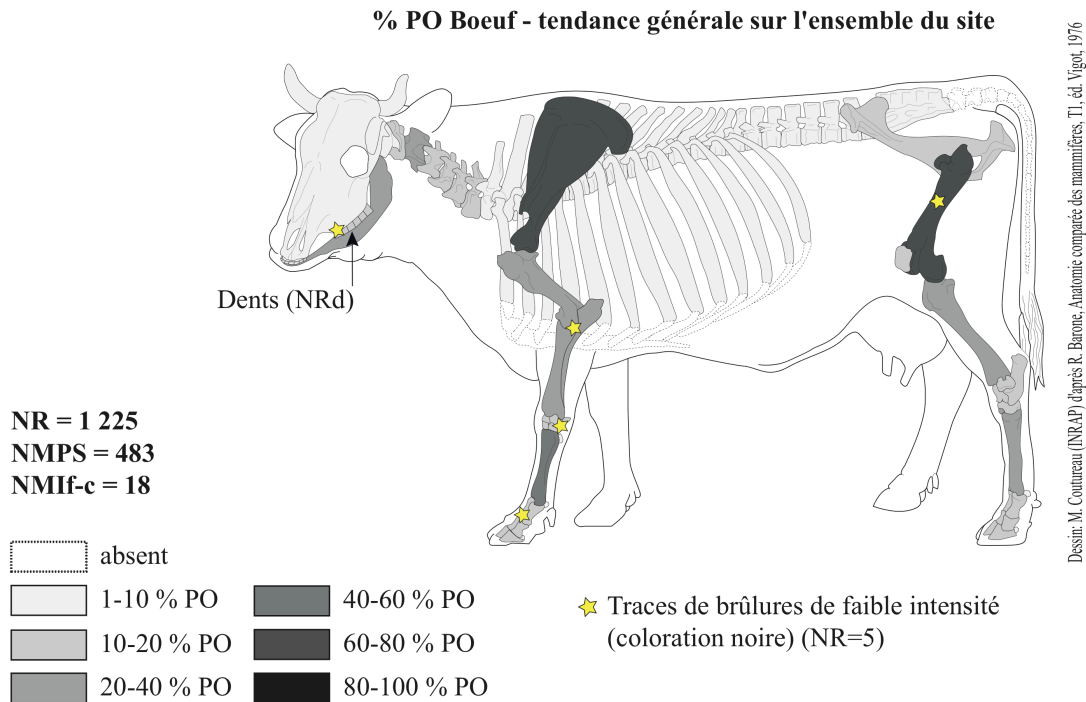 % PO Boeuf - tendance générale sur l'ensemble du site
Dessin: M. Coutureau (INRAP) d'après R. Barone, Anatomie comparée des mammifères, T1, éd. Vigot, 1976
Dents (NRd)
NR = 1 225
NMPS = 483
NMIf-c = 18
absent
1-10 % PO
10-20 % PO
20-40 % PO
40-60 % PO
60-80 % PO
80-100 % PO
Traces de brûlures de faible intensité
(coloration noire) (NR=5)